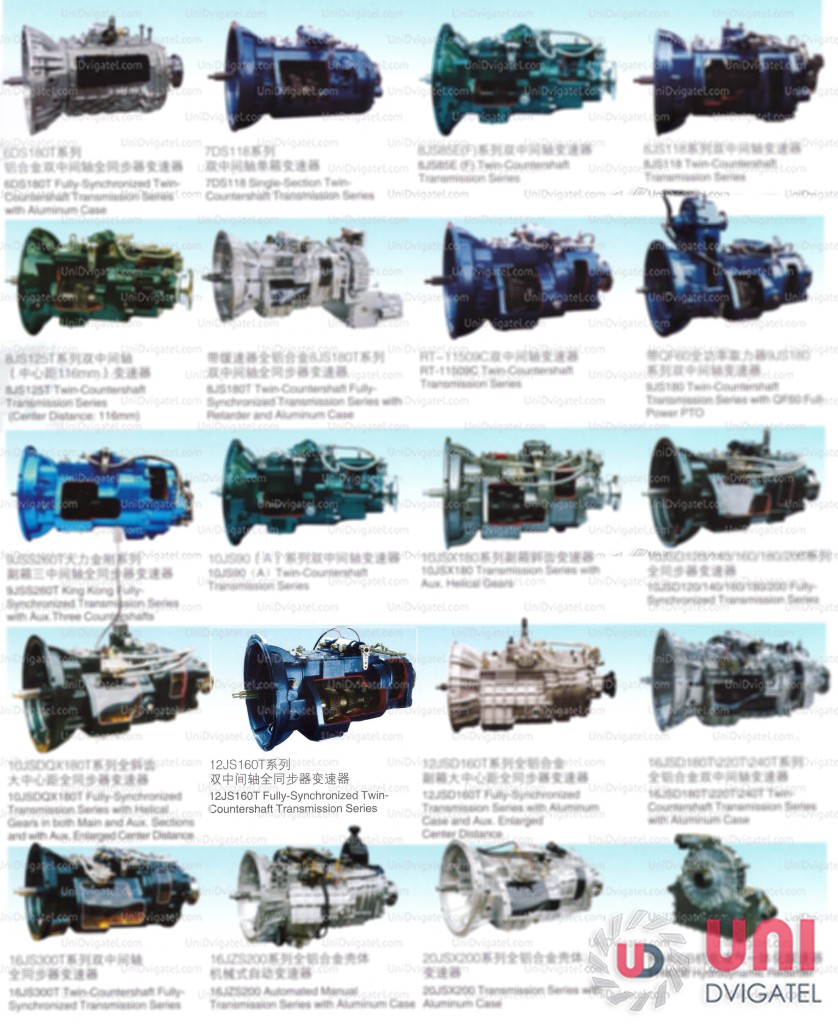 6DS180T系列
铝合金双中间轴全同步器变速器
6DS180T Fully-Synchronized Twin-
Countershaft Transmission Series
with Aluminum Case
7DS118系列
双中间轴单箱变速器
7DS118 Single-Section Twin-
Countershaft Transmission Series
8JS85E(F)系列双中间轴变速器
8JS85E (F) Twin-Countershaft
Transmission Series
8JS118系列双中间轴变速器
8JS118 Twin-Countershaft
Transmission Series
8JS125T系列双中间轴
(中心距116mm)变速器
8JS125T Twin-Countershaft
Transmission Series
(Center Distance: 116mm)
带缓速器全铝合金8JS180T系列
双中间轴全同步器变速器
8JS180T Twin-Countershaft Fully-
Synchronized Transmission Series with
Retarder and Aluminum Case
RT-11509C双中间轴变速器
RT-11509C Twin-Countershaft
Transmission Series
带QF60全功率取力器9JS180
系列双中间轴变速器
9JS180 Twin-Countershaft
Transmission Series with QF60 Full-
Power PTO
9JSS260T大力金刚系列
副箱三中间轴全同步器变速器
9JSS260T King Kong Fully-
Synchronized Transmission Series
with Aux.Three Countershafts
10JS90(A)系列双中间轴变速器
10JS90 (A) Twin-Countershaft
Transmission Series
10JSX180系列副箱斜齿变速器
10JSX180 Transmission Series with
Aux. Helical Gears
10JSD120/140/160/180/200系列
全同步器变速器
10JSD120/140/160/180/200 Fully-
Synchronized Transmission Series
10JSDQX180T系列全斜齿
大中心距全同步器变速器
10JSDQX180T Fully-Synchronized
Transmission Series with Helical
Gears in both Main and Aux. Sections
and with Aux. Enlarged Center Distance
12JS160T系列
双中间轴全同步器变速器
12JS160T Fully-Synchronized Twin-
Countershaft Transmission Series
12JSD160T系列全铝合金
副箱大中心距全同步器变速器
12JSD160T Fully-Synchronized
Transmission Series with Aluminum
Case and Aux. Enlarged
Center Distance
16JSD180T\220T\240T系列
全铝合金双中间轴变速器
16JSD180T\220T\240T Twin-
Countershaft Transmission Series
with Aluminum Case
16JS300T系列双中间轴
全同步器变速器
16JS300T Twin-Countershaft Fully-
Synchronized Transmission Series
16JZS200系列全铝合金壳体
机械式自动变速器
16JZS200 Automated Manual
Transmission Series with Aluminum Case
20JSX200系列全铝合金壳体
变速器
20JSX200 Transmission Series with
Aluminum Case
Hydrodynamic Retarder
UD UNI
DVIGATEL